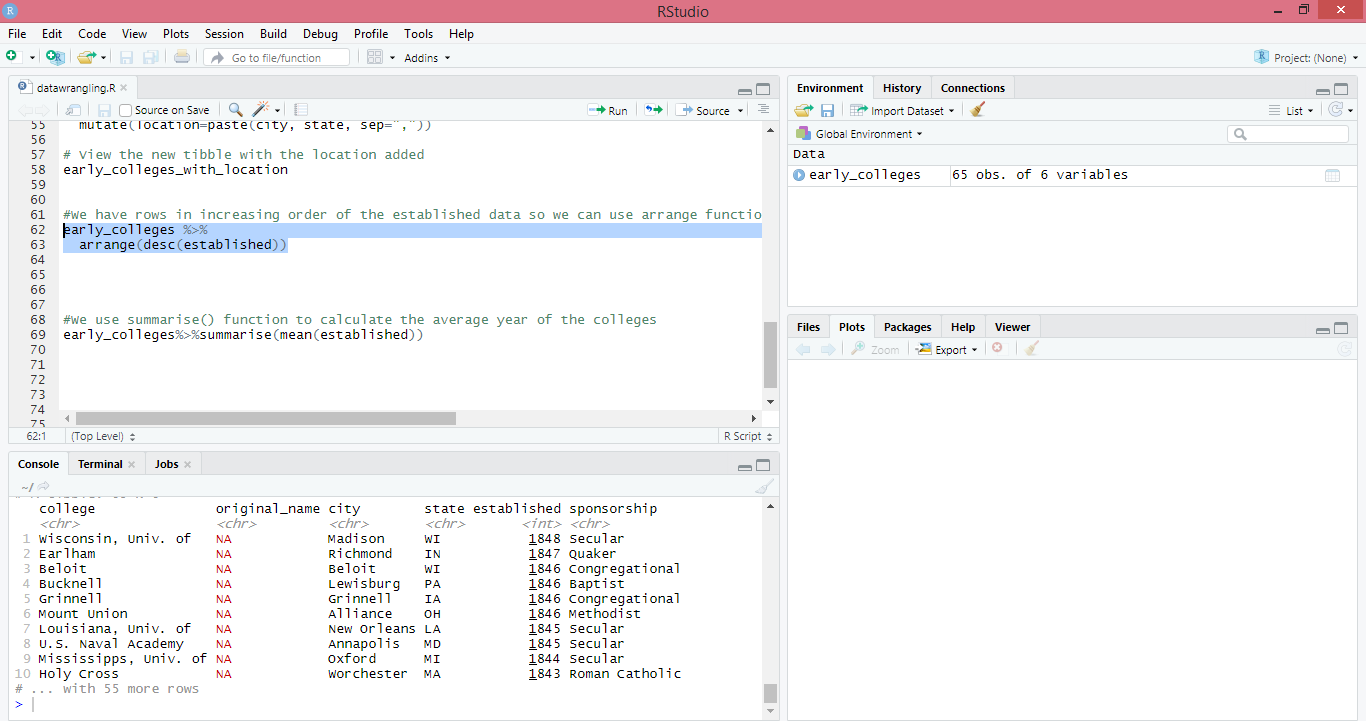 RStudio
File Edit Code View Plots Session Build Debug Profile Tools Help
Go to file/function Addins Project: (None)
datawrangling.R
Source on Save Run Source
55 mutate(location=paste(city, state, sep=","))
56
57 # View the new tibble with the location added
58 early_colleges_with_location
59
60
61 #We have rows in increasing order of the established data so we can use arrange functio
62 early_colleges %>%
63 arrange(desc(established))
64
65
66
67
68 #We use summarise() function to calculate the average year of the colleges
69 early_colleges%>%summarise(mean(established))
70
71
72
73
74
75
62:1 (Top Level) R Script
Console Terminal Jobs
~/
college original_name city state established sponsorship
<chr> <chr> <chr> <chr> <int> <chr>
1 Wisconsin, Univ. of NA Madison WI 1848 Secular
2 Earlham NA Richmond IN 1847 Quaker
3 Beloit NA Beloit WI 1846 Congregational
4 Bucknell NA Lewisburg PA 1846 Baptist
5 Grinnell NA Grinnell IA 1846 Congregational
6 Mount Union NA Alliance OH 1846 Methodist
7 Louisiana, Univ. of NA New Orleans LA 1845 Secular
8 U.S. Naval Academy NA Annapolis MD 1845 Secular
9 Mississipps, Univ. of NA Oxford MI 1844 Secular
10 Holy Cross NA Worchester MA 1843 Roman Catholic
# ... with 55 more rows
>
Environment History Connections
Import Dataset List
Global Environment
Data
early_colleges 65 obs. of 6 variables
Files Plots Packages Help Viewer
Zoom Export